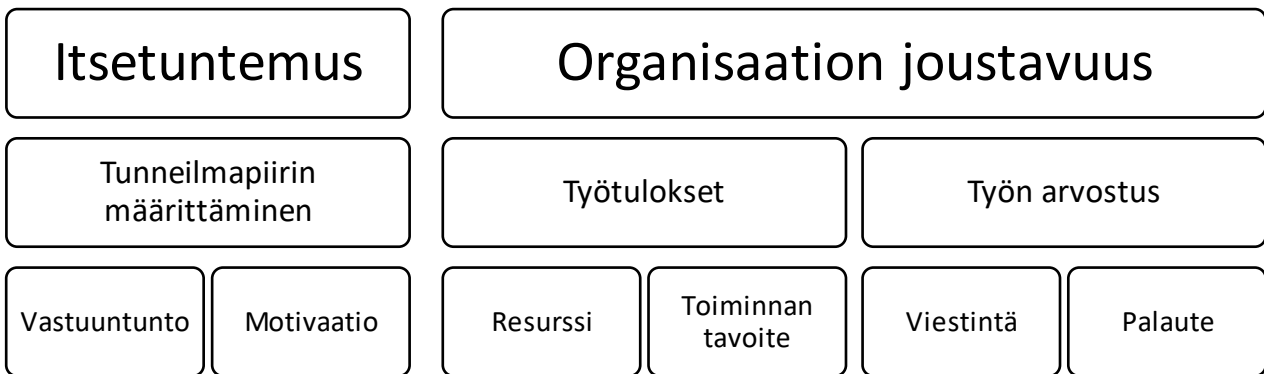 Itsetuntemus
Organisaation joustavuus
Tunneilmapiirin
määrittäminen
Työtulokset
Työn arvostus
Vastuuntunto
Motivaatio
Resurssi
Toiminnan
tavoite
Viestintä
Palaute